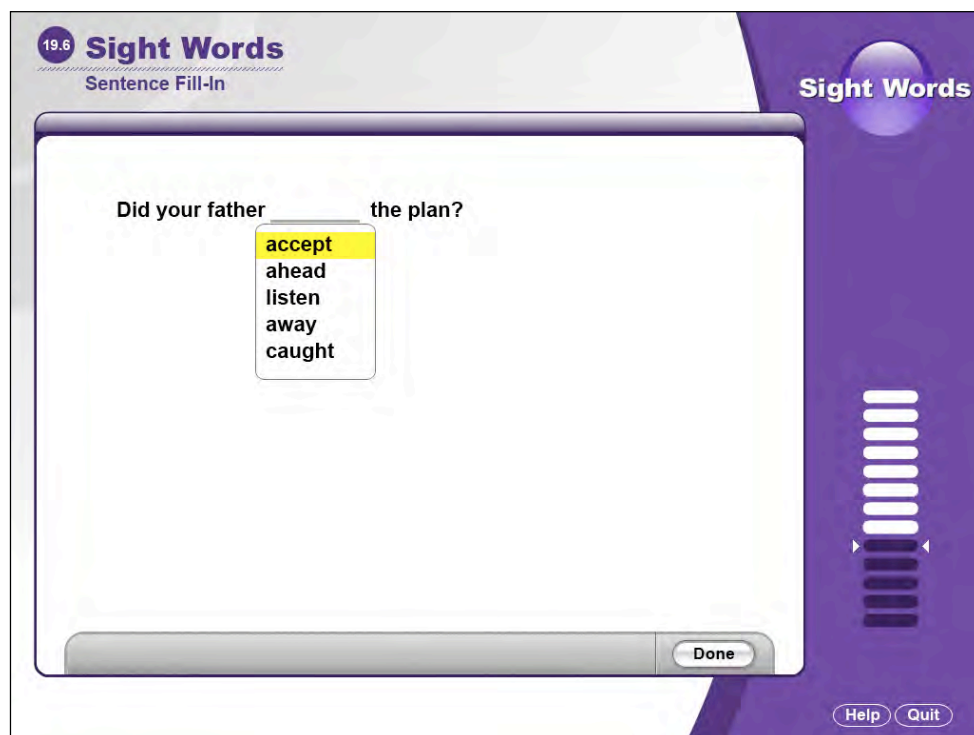 19.6 Sight Words
Sentence Fill-In
Sight Words
Did your father ________ the plan?
accept
ahead
listen
away
caught
Done
Help Quit